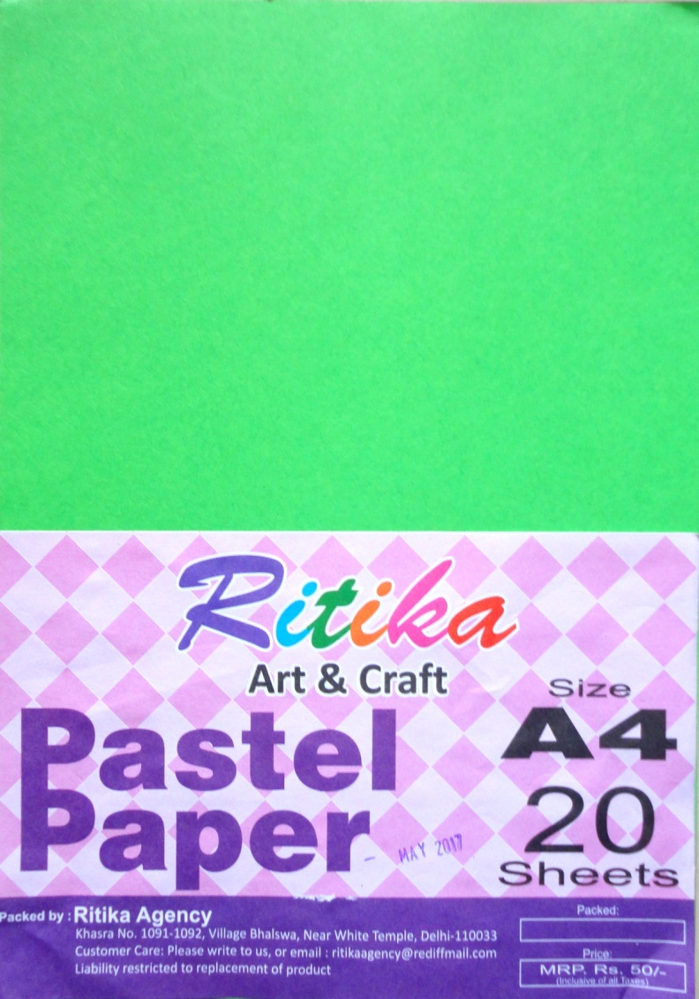 Ritika
Art & Craft
Pastel
Paper
Size
A4
20
Sheets
- MAY 2017
Packed by : Ritika Agency
Khasra No. 1091-1092, Village Bhalswa, Near White Temple, Delhi-110033
Customer Care: Please write to us, or email : ritikaagency@rediffmail.com
Liability restricted to replacement of product
Packed:
Price:
MRP. Rs. 50/-
(Inclusive of all Taxes)